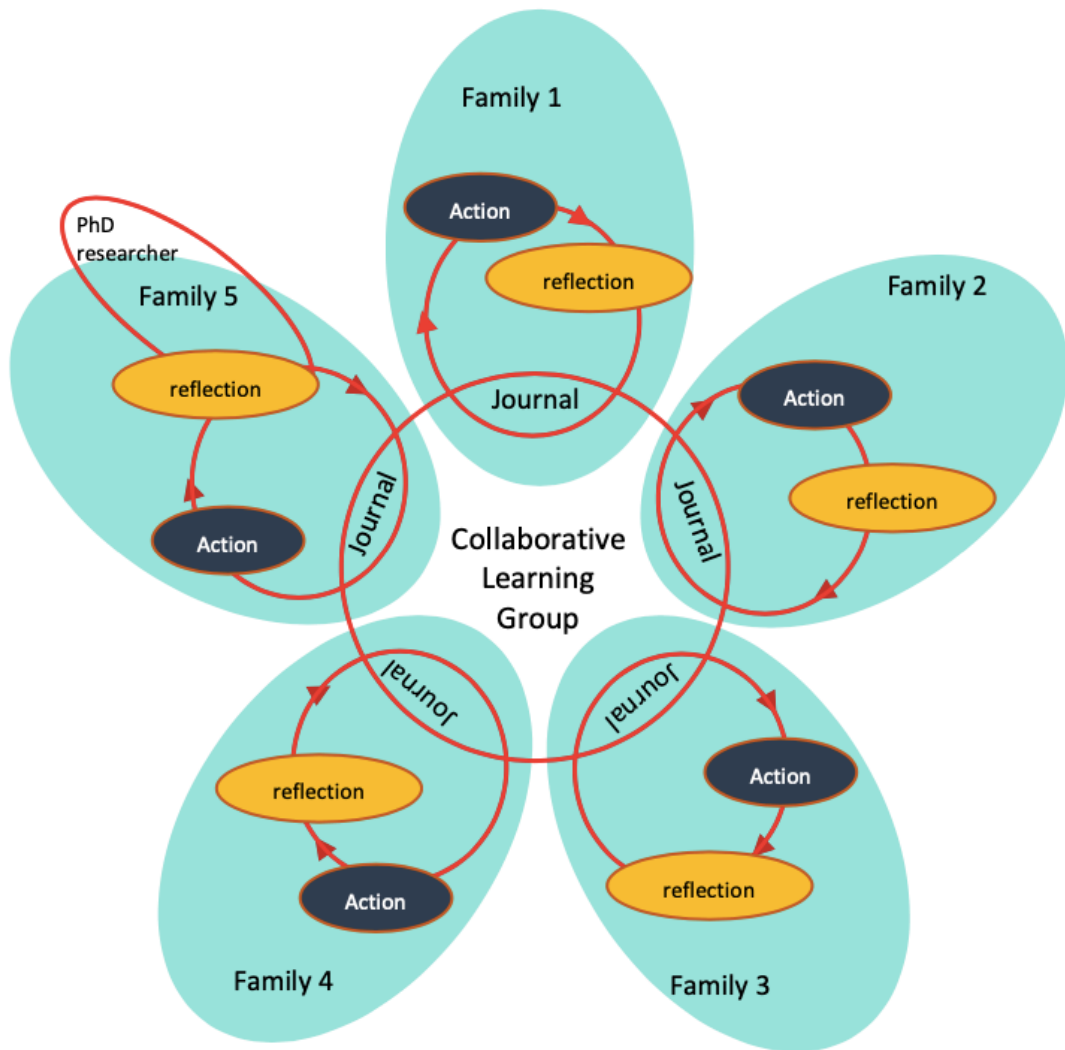 Family 1
Action
reflection
Journal
Family 2
Action
reflection
Journal
Family 3
Journal
Action
reflection
Family 4
Journal
reflection
Action
PhD
researcher
Family 5
reflection
Action
Journal
Collaborative
Learning
Group